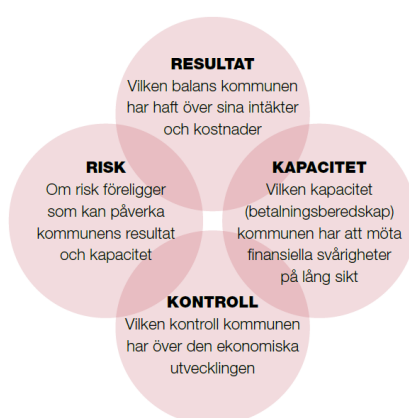 RESULTAT
Vilken balans kommunen
har haft över sina intäkter
och kostnader
RISK
Om risk föreligger
som kan påverka
kommunens resultat
och kapacitet
KAPACITET
Vilken kapacitet
(betalningsberedskap)
kommunen har att möta
finansiella svårigheter
på lång sikt
KONTROLL
Vilken kontroll kommunen
har över den ekonomiska
utvecklingen